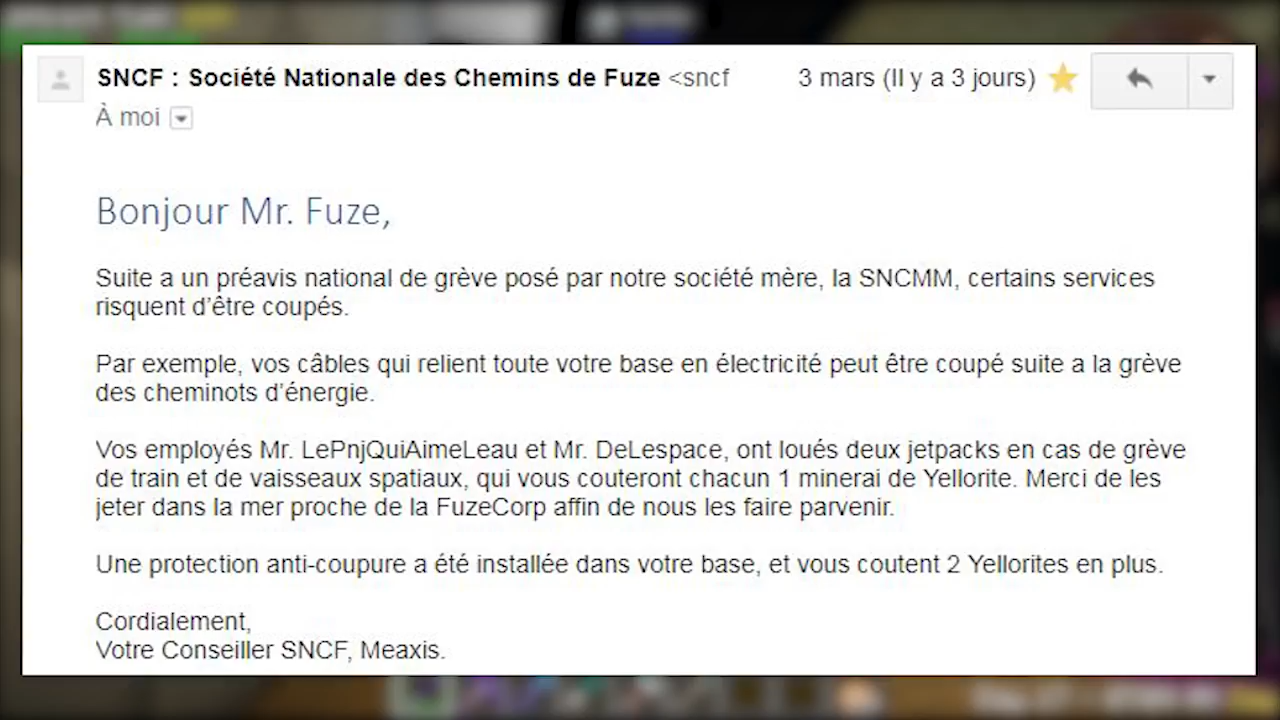 SNCF : Société Nationale des Chemins de Fuze <sncf 3 mars (Il y a 3 jours)
À moi
Bonjour Mr. Fuze,
Suite a un préavis national de grève posé par notre société mère, la SNCMM, certains services
risquent d'être coupés.
Par exemple, vos câbles qui relient toute votre base en électricité peut être coupé suite a la grève
des cheminots d'énergie.
Vos employés Mr. LePnjQuiAimeLeau et Mr. DeLespace, ont loués deux jetpacks en cas de grève
de train et de vaisseaux spatiaux, qui vous couteront chacun 1 minerai de Yellorite. Merci de les
jeter dans la mer proche de la FuzeCorp affin de nous les faire parvenir.
Une protection anti-coupure a été installée dans votre base, et vous coutent 2 Yellorites en plus.
Cordialement,
Votre Conseiller SNCF, Meaxis.